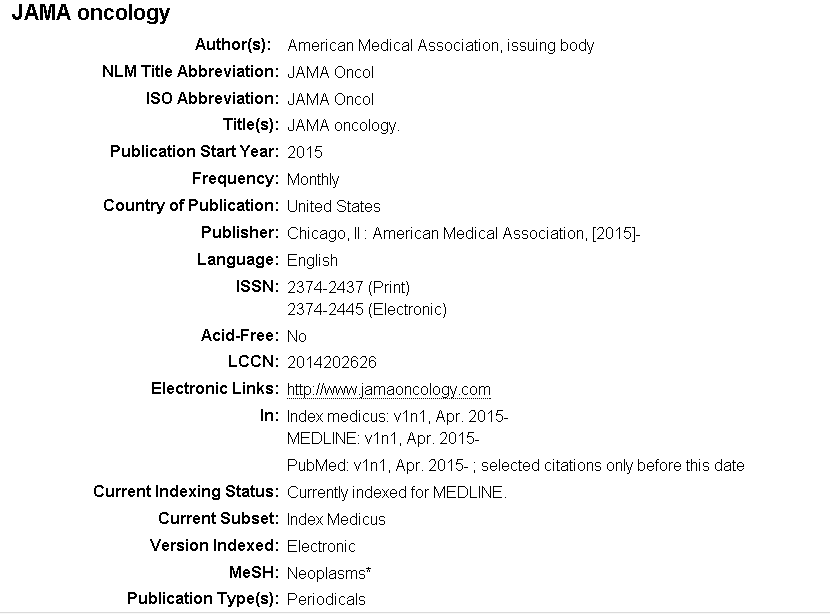 JAMA oncology
Author(s): American Medical Association, issuing body
NLM Title Abbreviation: JAMA Oncol
ISO Abbreviation: JAMA Oncol
Title(s): JAMA oncology.
Publication Start Year: 2015
Frequency: Monthly
Country of Publication: United States
Publisher: Chicago, Il : American Medical Association, [2015]-
Language: English
ISSN: 2374-2437 (Print)
2374-2445 (Electronic)
Acid-Free: No
LCCN: 2014202626
Electronic Links: http://www.jamaoncology.com
In: Index medicus: v1n1, Apr. 2015-
MEDLINE: v1n1, Apr. 2015-
PubMed: v1n1, Apr. 2015- ; selected citations only before this date
Current Indexing Status: Currently indexed for MEDLINE.
Current Subset: Index Medicus
Version Indexed: Electronic
MeSH: Neoplasms*
Publication Type(s): Periodicals